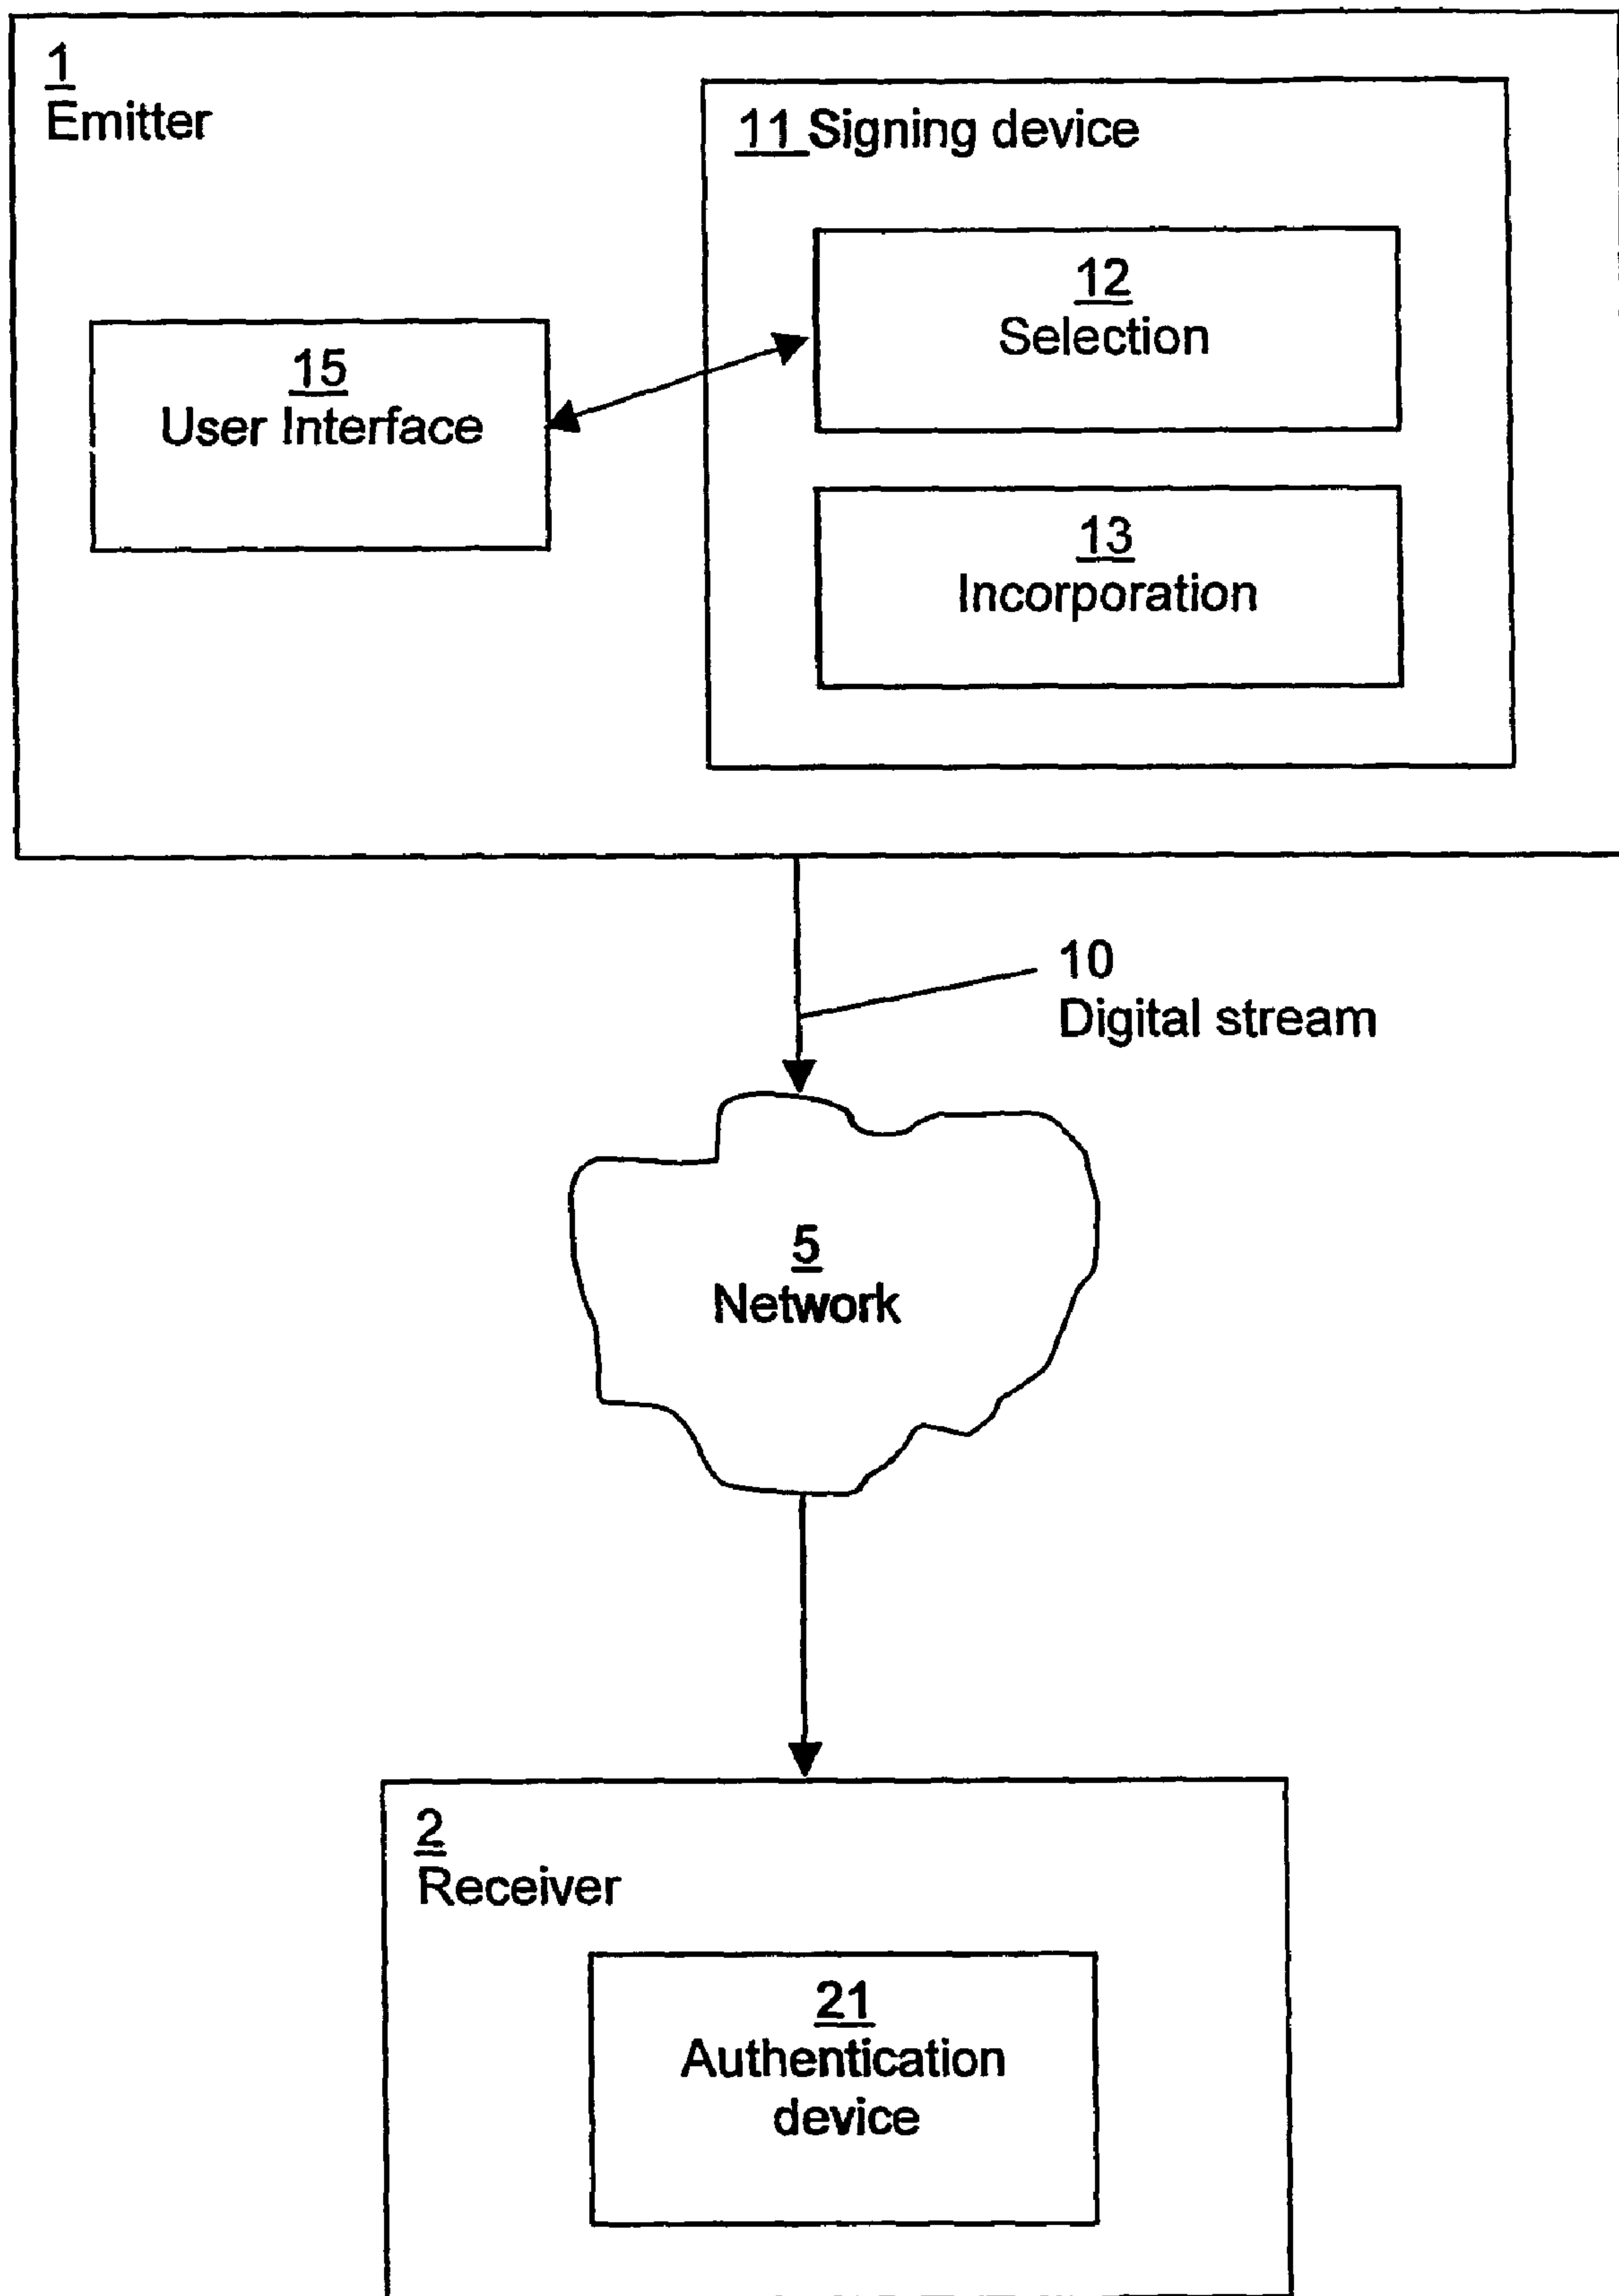 1
Emitter
11 Signing device
12
Selection
15
User Interface
13
Incorporation
10
Digital stream
5
Network
2
Receiver
21
Authentication
device